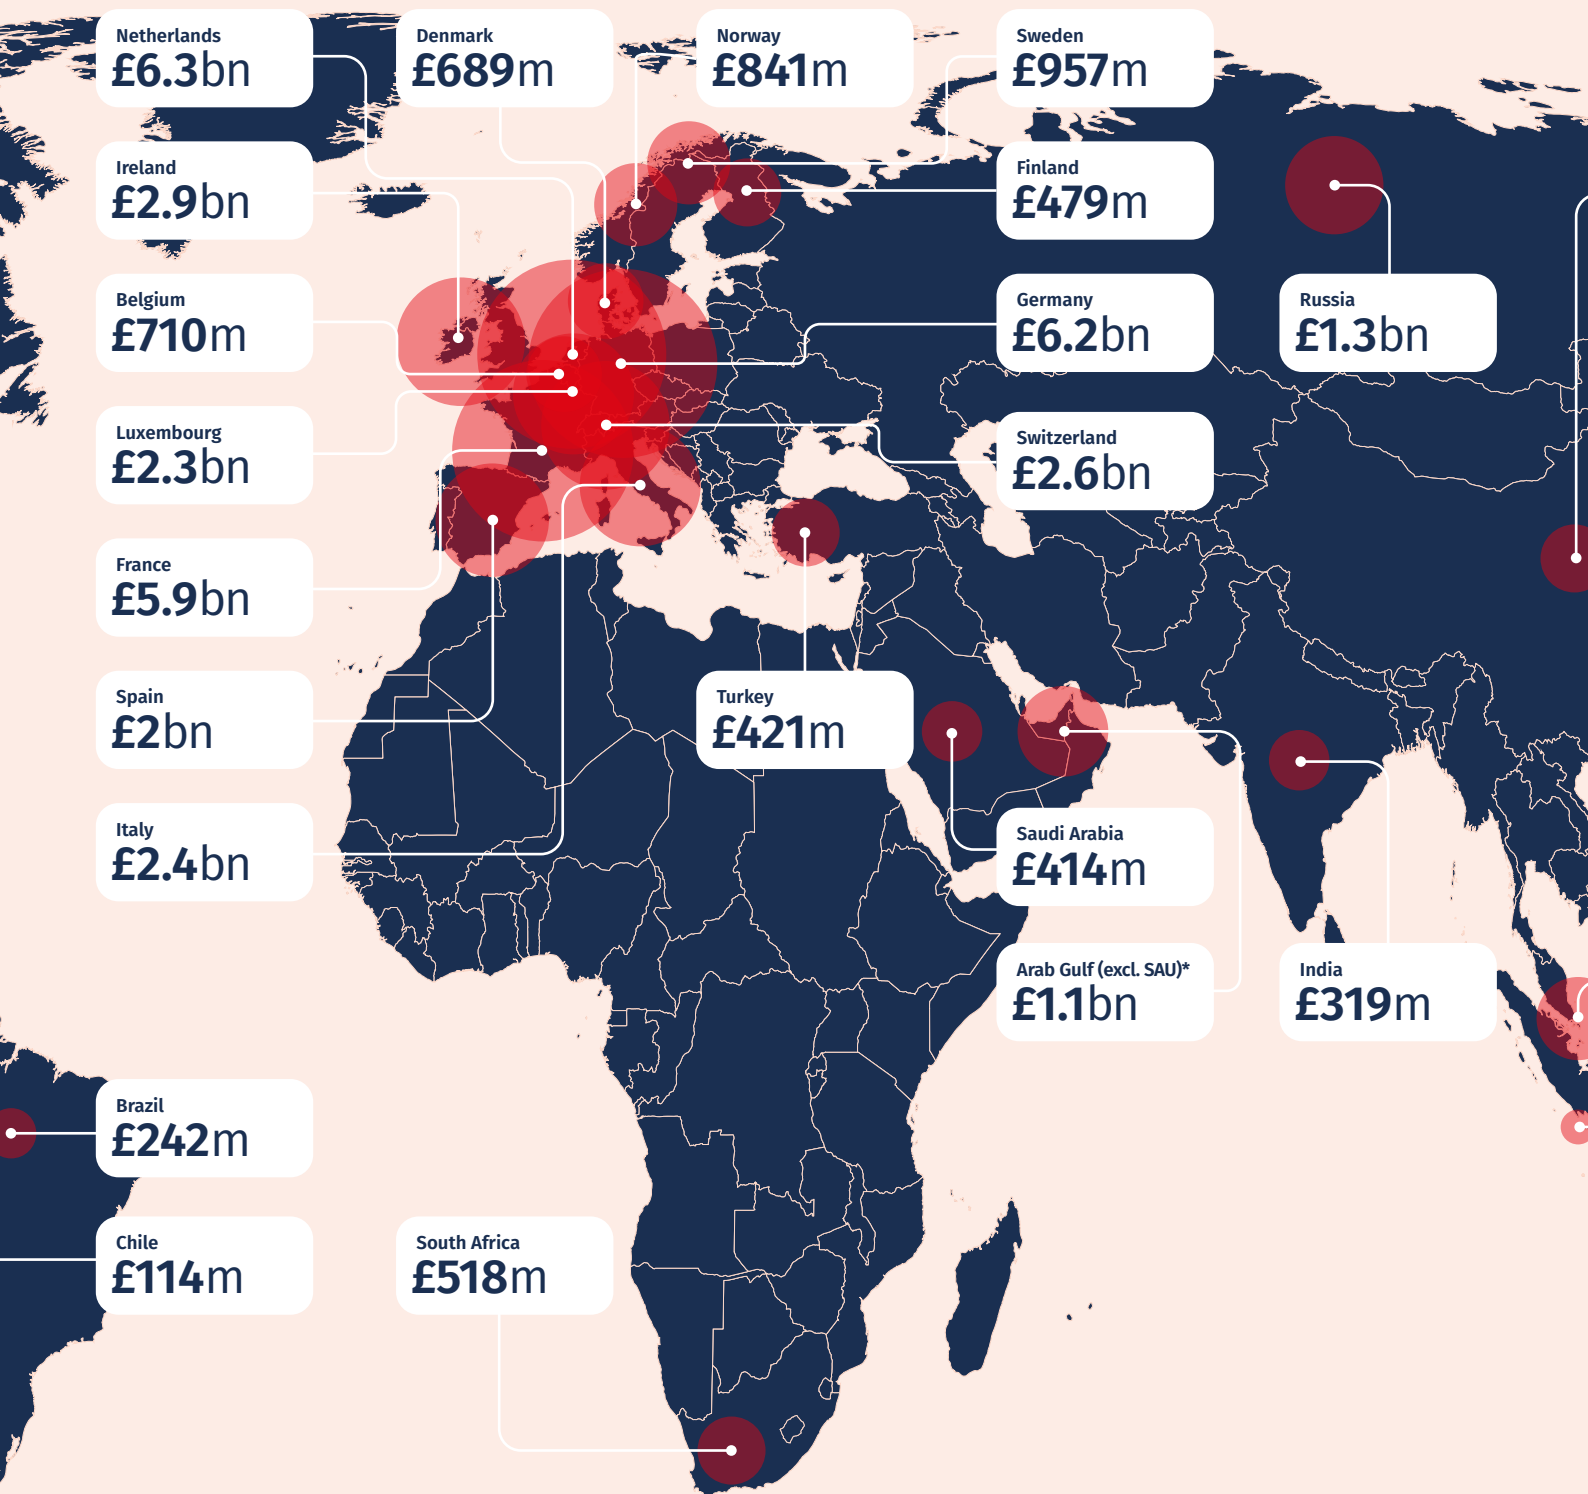 Netherlands
£6.3bn
Denmark
£689m
Norway
£841m
Sweden
£957m
Ireland
£2.9bn
Finland
£479m
Belgium
£710m
Germany
£6.2bn
Russia
£1.3bn
Luxembourg
£2.3bn
Switzerland
£2.6bn
France
£5.9bn
Spain
£2bn
Turkey
£421m
Italy
£2.4bn
Saudi Arabia
£414m
Arab Gulf (excl. SAU)*
£1.1bn
India
£319m
Brazil
£242m
Chile
£114m
South Africa
£518m